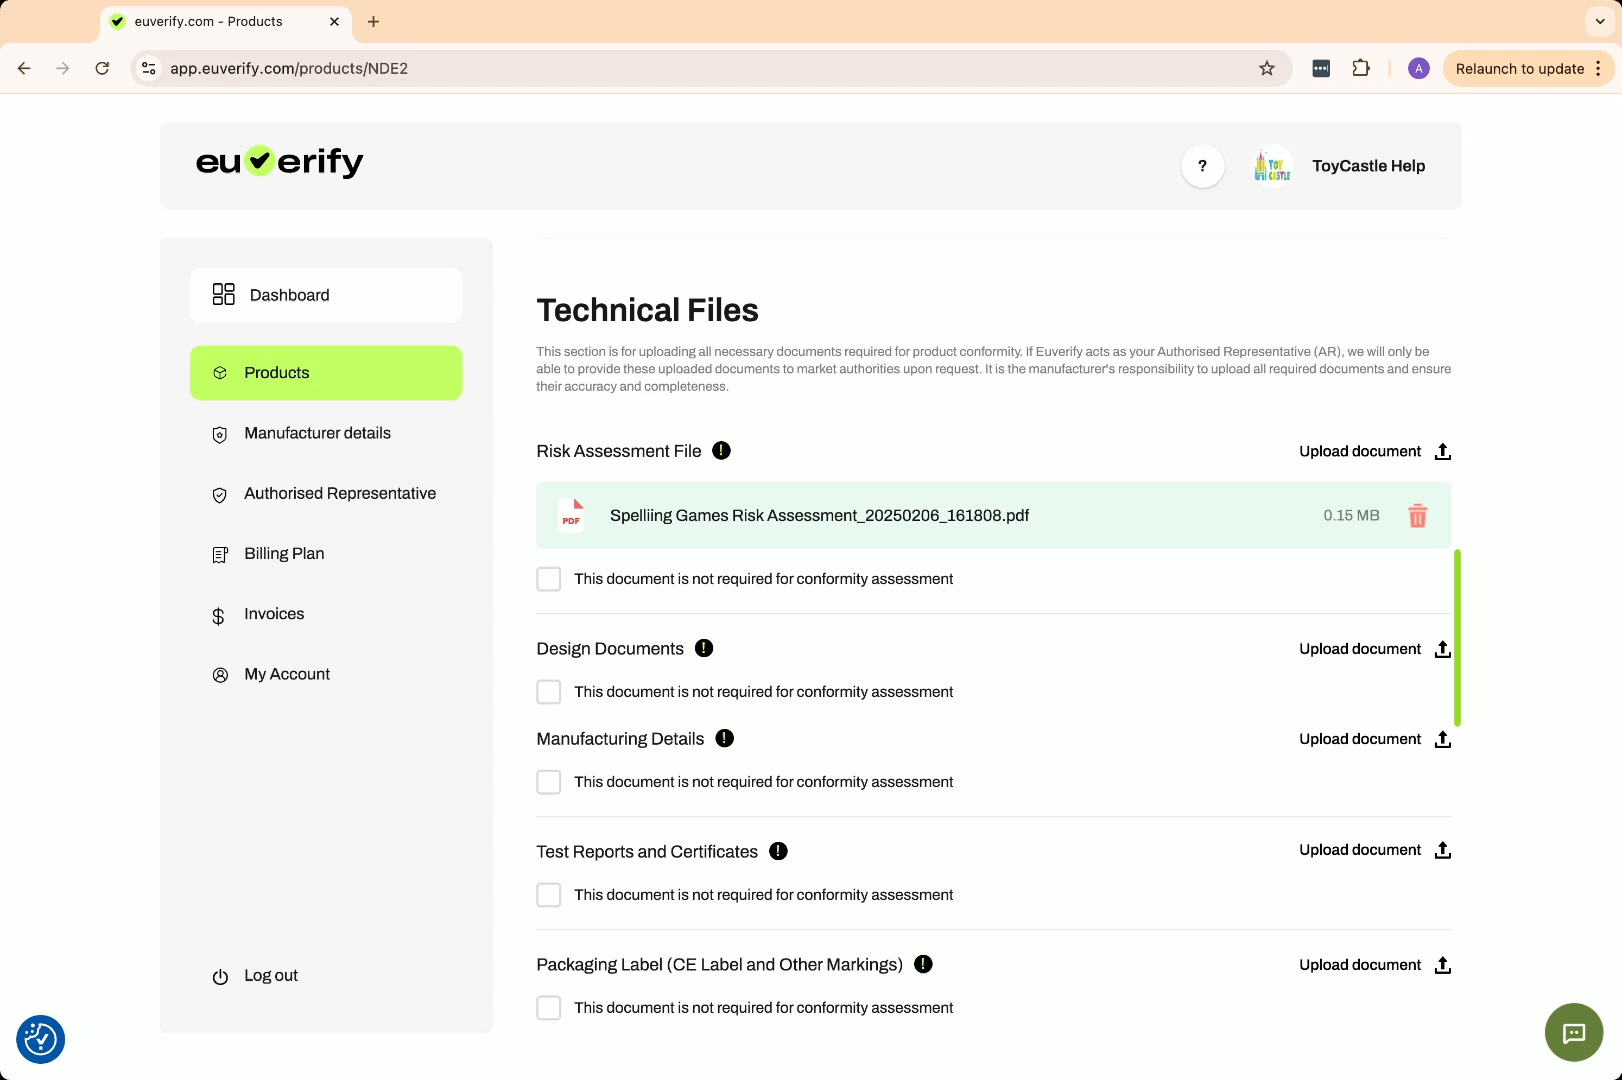 euverify.com - Products
app.euverify.com/products/NDE2
A
Relaunch to update
euverify
?
TOY CASTLE
ToyCastle Help
Dashboard
Products
Manufacturer details
Authorised Representative
Billing Plan
Invoices
My Account
Log out
Technical Files
This section is for uploading all necessary documents required for product conformity. If Euverify acts as your Authorised Representative (AR), we will only be
able to provide these uploaded documents to market authorities upon request. It is the manufacturer's responsibility to upload all required documents and ensure
their accuracy and completeness.
Risk Assessment File !
Upload document
PDF
Spelliing Games Risk Assessment_20250206_161808.pdf
0.15 MB
This document is not required for conformity assessment
Design Documents !
Upload document
This document is not required for conformity assessment
Manufacturing Details !
Upload document
This document is not required for conformity assessment
Test Reports and Certificates !
Upload document
This document is not required for conformity assessment
Packaging Label (CE Label and Other Markings) !
Upload document
This document is not required for conformity assessment